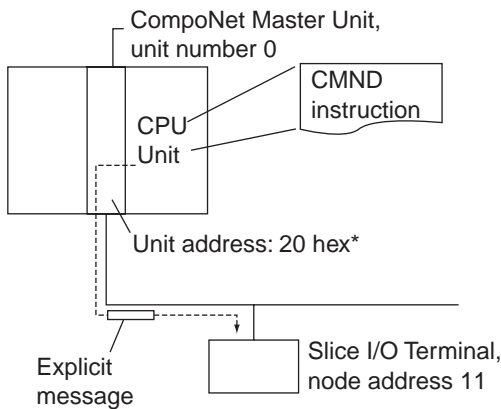 CompoNet Master Unit,
unit number 0
CPU
Unit
CMND
instruction
Unit address: 20 hex*
Explicit
message
Slice I/O Terminal,
node address 11